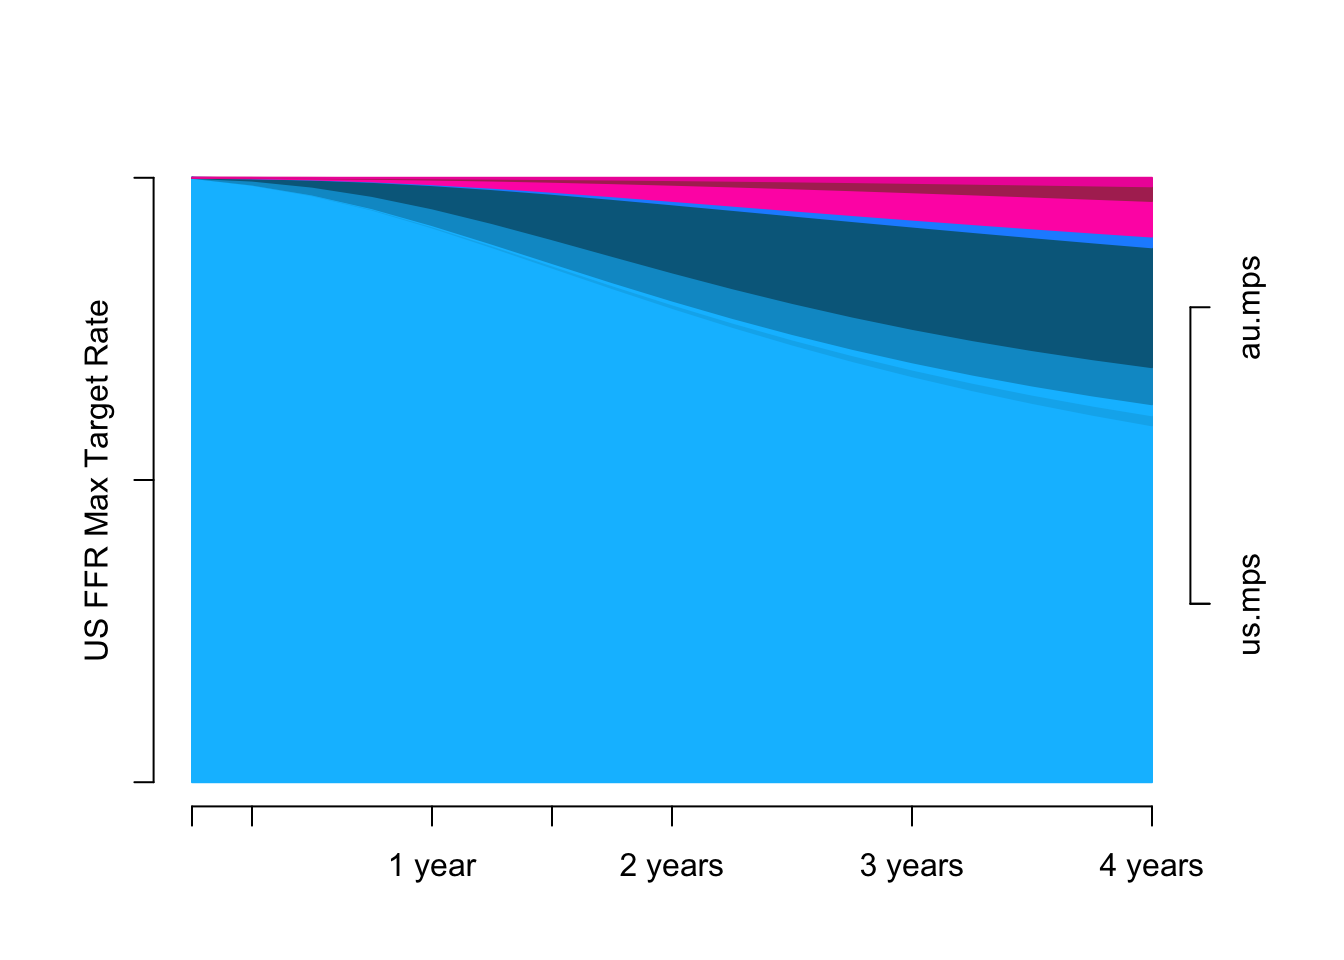 US FFR Max Target Rate
au.mps
us.mps
1 year
2 years
3 years
4 years